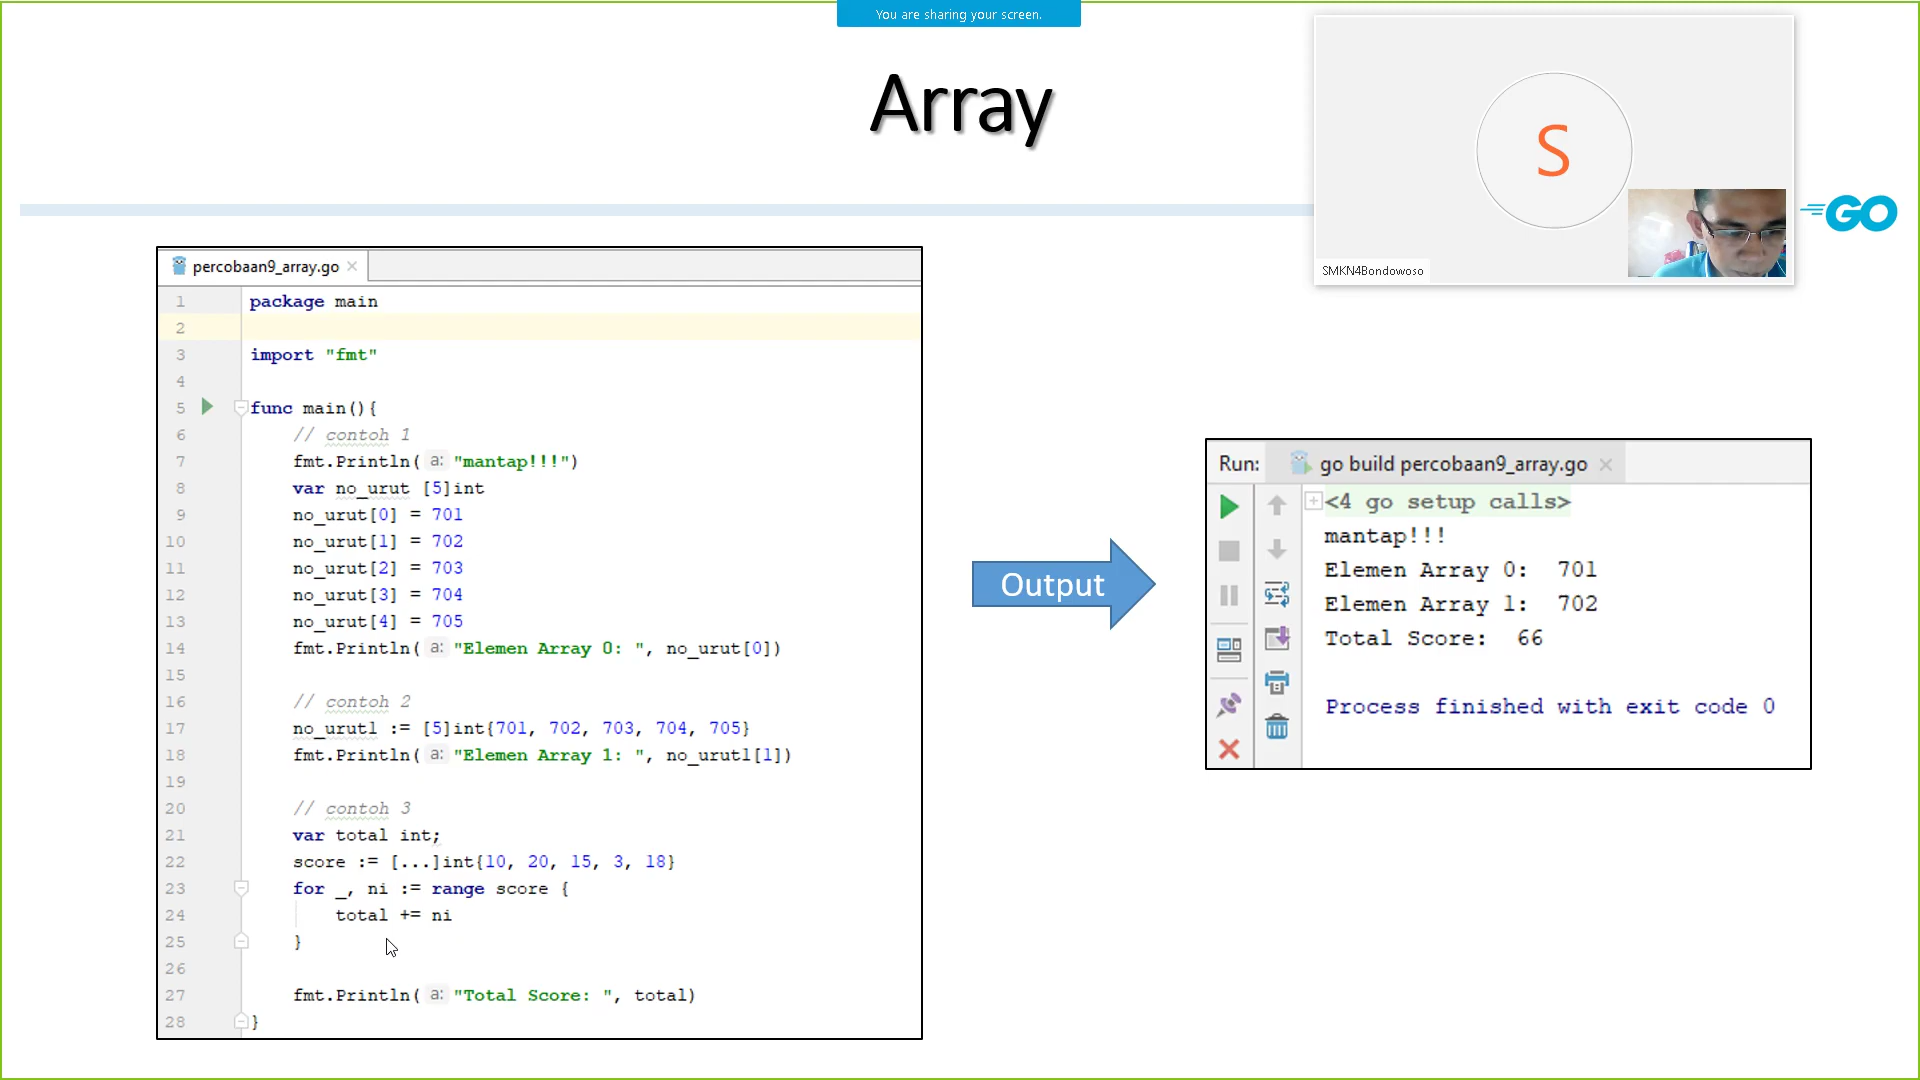 You are sharing your screen.
Array
S
SMKN4Bondowoso
GO
percobaan9_array.go
1 package main
2
3 import "fmt"
4
5 func main(){
6 // contoh 1
7 fmt.Println( a: "mantap!!!")
8 var no_urut [5]int
9 no_urut[0] = 701
10 no_urut[1] = 702
11 no_urut[2] = 703
12 no_urut[3] = 704
13 no_urut[4] = 705
14 fmt.Println( a: "Elemen Array 0: ", no_urut[0])
15
16 // contoh 2
17 no_urut1 := [5]int{701, 702, 703, 704, 705}
18 fmt.Println( a: "Elemen Array 1: ", no_urut1[1])
19
20 // contoh 3
21 var total int;
22 score := [...]int{10, 20, 15, 3, 18}
23 for _, ni := range score {
24 total += ni
25 }
26
27 fmt.Println( a: "Total Score: ", total)
28 }
Output
Run: go build percobaan9_array.go
<4 go setup calls>
mantap!!!
Elemen Array 0:  701
Elemen Array 1:  702
Total Score:  66
Process finished with exit code 0